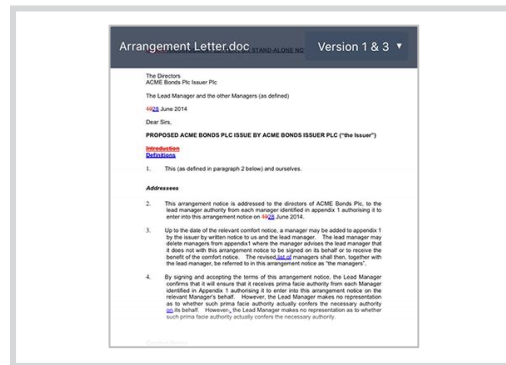 Arrangement Letter.doc Version 1 & 3
STAND-ALONE NO
The Directors
ACME Bonds Plc Issuer Plc
The Lead Manager and the other Managers (as defined)
1828 June 2014
Dear Sirs,
PROPOSED ACME BONDS PLC ISSUE BY ACME BONDS ISSUER PLC ("the Issuer")
Introduction
Definitions
1. This (as defined in paragraph 2 below) and ourselves.
Addressees
2. This arrangement notice is addressed to the directors of ACME Bonds Plc, to the
lead manager authority from each manager identified in appendix 1 authorising it to
enter into this arrangement notice on 1828 June 2014.
3. Up to the date of the relevant comfort notice, a manager may be added to appendix 1
by the issuer by written notice to us and the lead manager. The lead manager may
delete managers from appendix1 where the manager advises the lead manager that
it does not with this arrangement notice to be signed on its behalf or to receive the
benefit of the comfort notice. The revised list of managers shall then, together with
the lead manager, be referred to in this arrangement notice as "the managers".
4. By signing and accepting the terms of this arrangement notice, the Lead Manager
confirms that it will ensure that it receives prima facie authority from each Manager
identified in Appendix 1 authorising it to enter into this arrangement notice on the
relevant Manager's behalf. However, the Lead Manager makes no representation
as to whether such prima facie authority actually confers the necessary authority
on its behalf. However, the Lead Manager makes no representation as to whether
such prima facie authority actually confers the necessary authority.